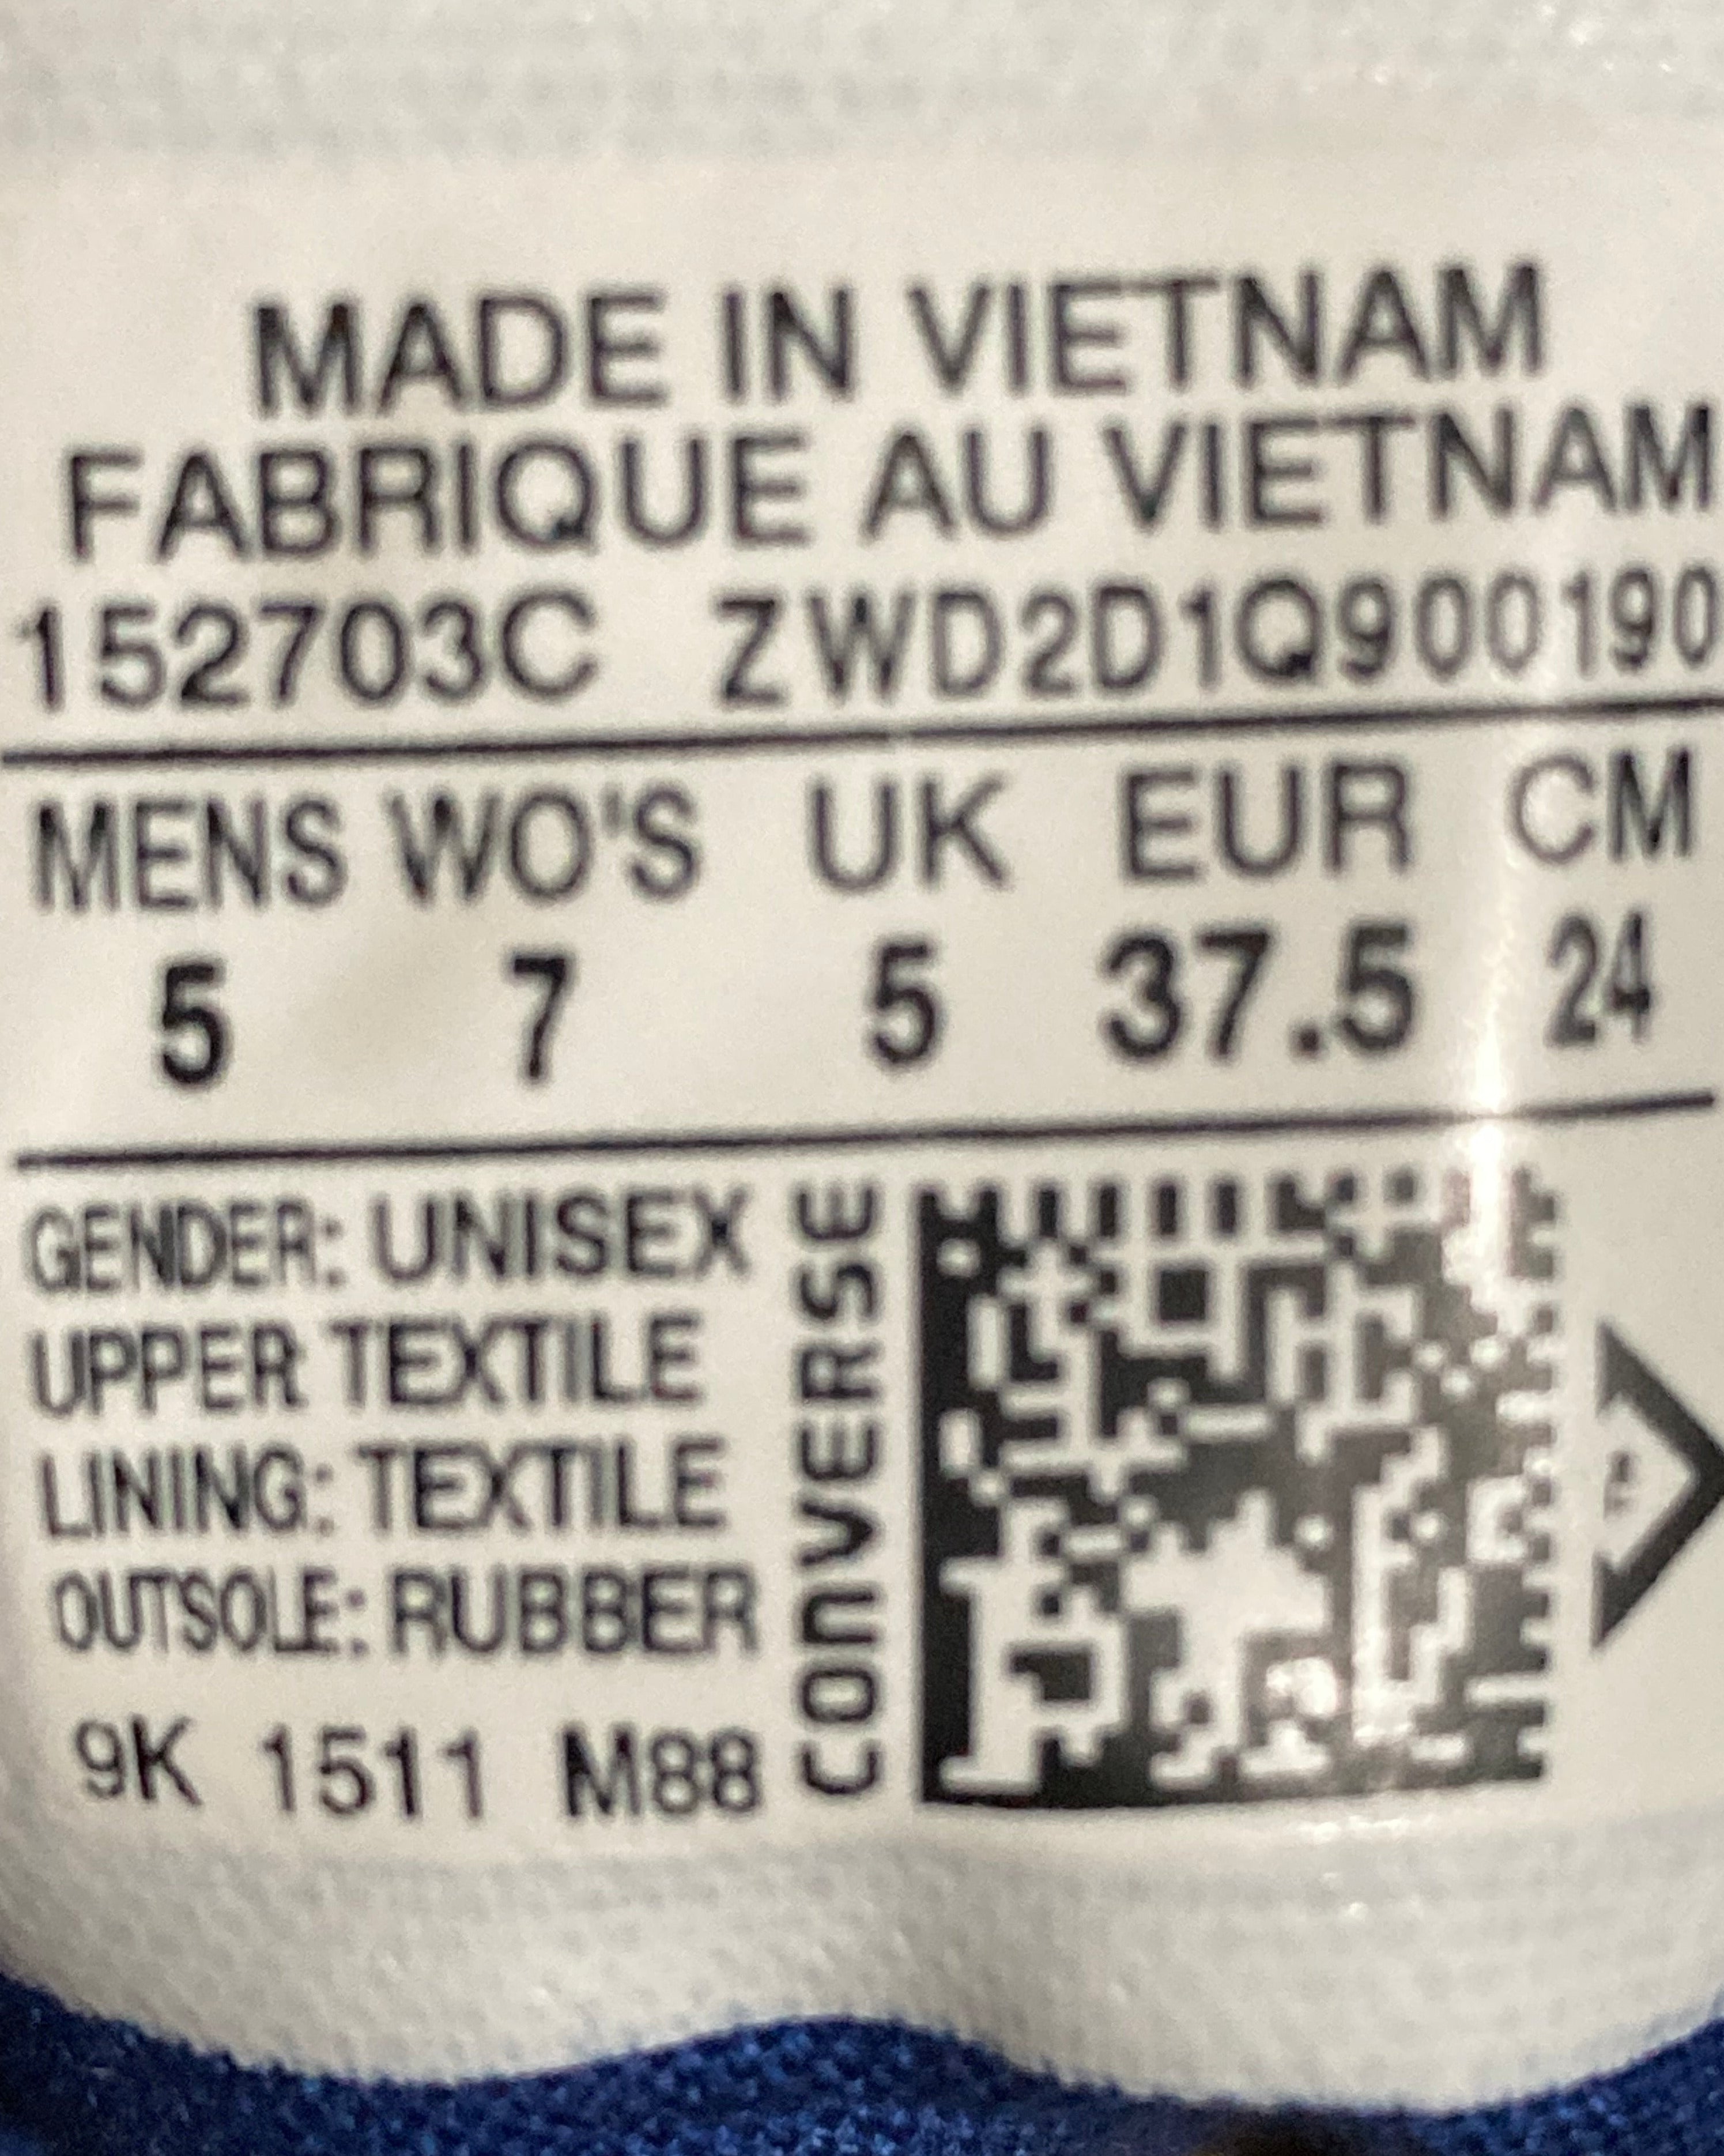 MADE IN VIETNAM
FABRIQUE AU VIETNAM
152703C ZWD2D1Q900190
MENS WO'S UK EUR CM
5 7 5 37.5 24
GENDER: UNISEX
UPPER TEXTILE
LINING: TEXTILE
OUTSOLE: RUBBER
9K 1511 M88
CONVERSE